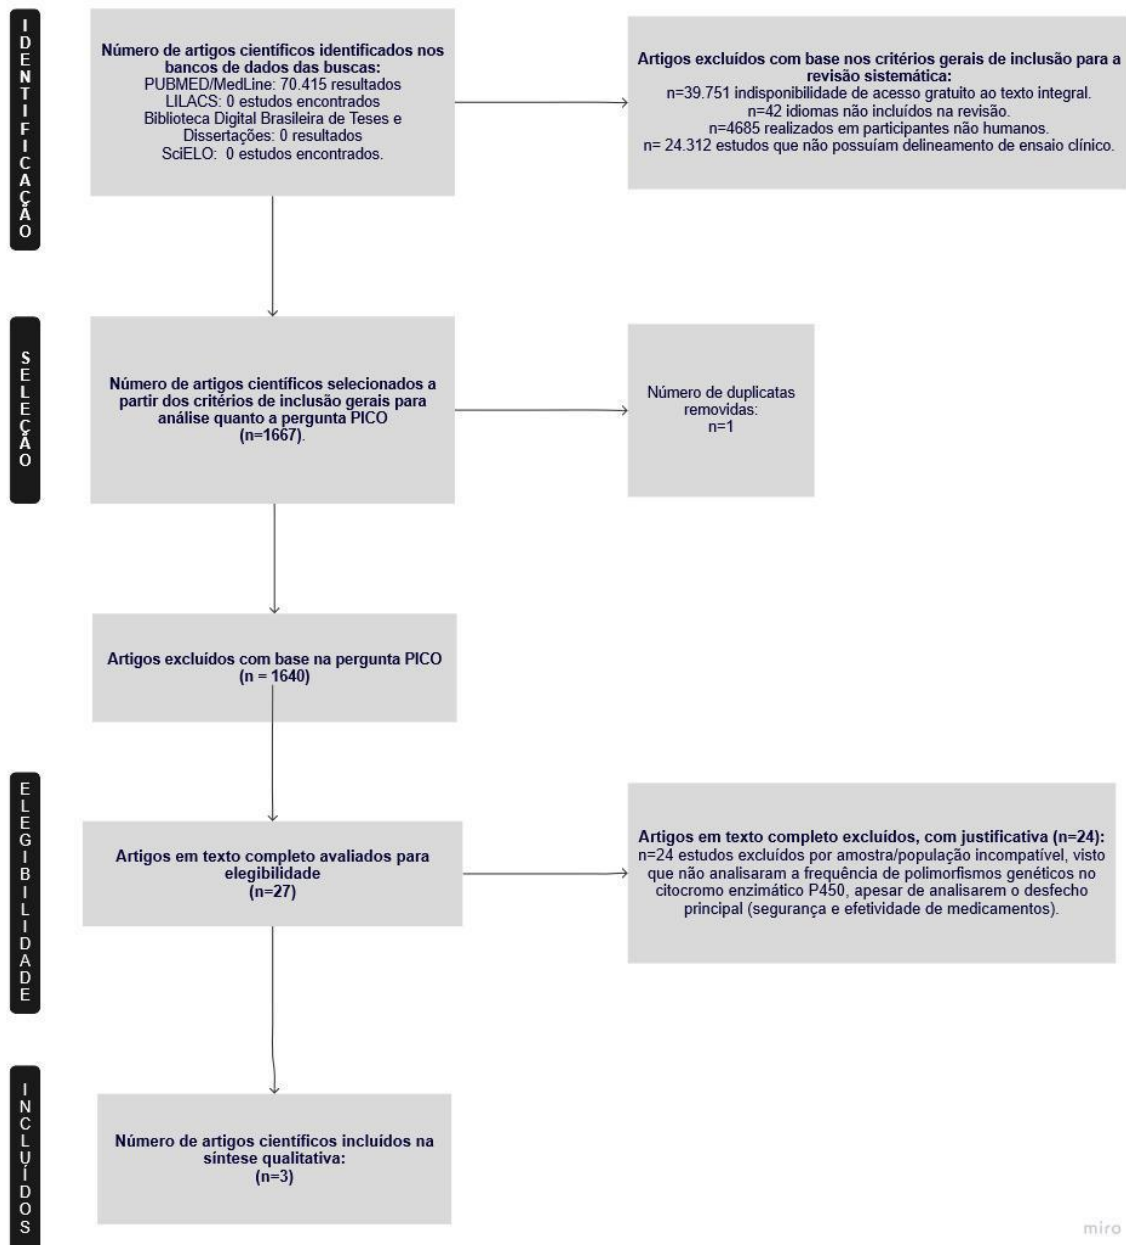 IDENTIFICAÇÃO
Número de artigos científicos identificados nos
bancos de dados das buscas:
PUBMED/MedLine: 70.415 resultados
LILACS: 0 estudos encontrados
Biblioteca Digital Brasileira de Teses e
Dissertações: 0 resultados
SciELO: 0 estudos encontrados.
Artigos excluídos com base nos critérios gerais de inclusão para a
revisão sistemática:
n=39.751 indisponibilidade de acesso gratuito ao texto integral.
n=42 idiomas não incluídos na revisão.
n=4685 realizados em participantes não humanos.
n= 24.312 estudos que não possuíam delineamento de ensaio clínico.
SELEÇÃO
Número de artigos científicos selecionados a
partir dos critérios de inclusão gerais para
análise quanto a pergunta PICO
(n=1667).
Número de duplicatas
removidas:
n=1
Artigos excluídos com base na pergunta PICO
(n = 1640)
ELEGIBILIDADE
Artigos em texto completo avaliados para
elegibilidade
(n=27)
Artigos em texto completo excluídos, com justificativa (n=24):
n=24 estudos excluídos por amostra/população incompatível, visto
que não analisaram a frequência de polimorfismos genéticos no
citocromo enzimático P450, apesar de analisarem o desfecho
principal (segurança e efetividade de medicamentos).
INCLUÍDOS
Número de artigos científicos incluídos na
síntese qualitativa:
(n=3)
miro